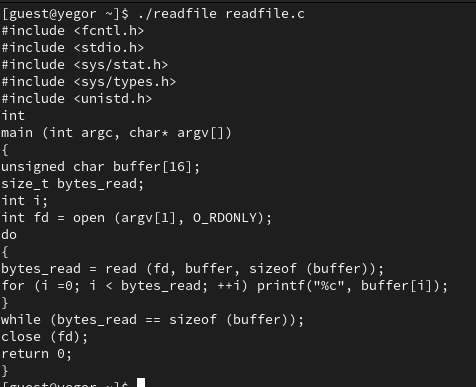 [guest@yegor ~]$ ./readfile readfile.c
#include <fcntl.h>
#include <stdio.h>
#include <sys/stat.h>
#include <sys/types.h>
#include <unistd.h>
int
main (int argc, char* argv[])
{
unsigned char buffer[16];
size_t bytes_read;
int i;
int fd = open (argv[1], O_RDONLY);
do
{
bytes_read = read (fd, buffer, sizeof (buffer));
for (i =0; i < bytes_read; ++i) printf("%c", buffer[i]);
}
while (bytes_read == sizeof (buffer));
close (fd);
return 0;
}
[guest@yegor ~]$